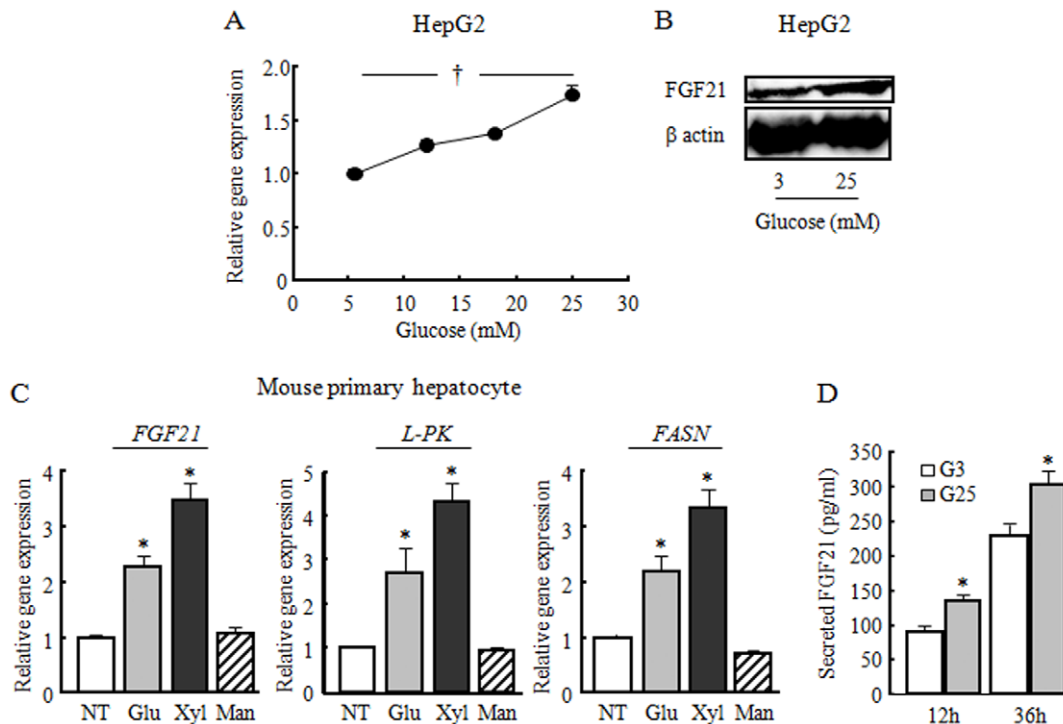 A
HepG2
Relative gene expression
2.0
1.5
1.0
0.5
0
†
0 5 10 15 20 25 30
Glucose (mM)
B
HepG2
FGF21
β actin
3 25
Glucose (mM)
C
Mouse primary hepatocyte
FGF21
Relative gene expression
4
3
2
1
0
* *
NT Glu Xyl Man
L-PK
Relative gene expression
5
4
3
2
1
0
* *
NT Glu Xyl Man
FASN
Relative gene expression
4
3
2
1
0
* *
NT Glu Xyl Man
D
Secreted FGF21 (pg/ml)
350
300
250
200
150
100
50
0
G3
G25
* *
12h 36h